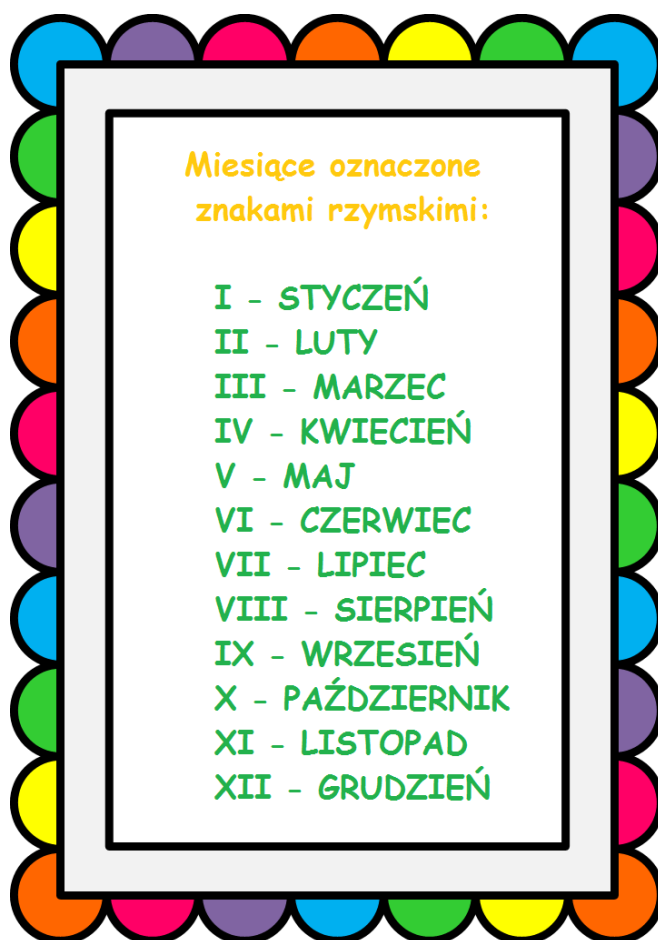 Miesiące oznaczone
znakami rzymskimi:
I - STYCZEŃ
II - LUTY
III - MARZEC
IV - KWIECIEŃ
V - MAJ
VI - CZERWIEC
VII - LIPIEC
VIII - SIERPIEŃ
IX - WRZESIEŃ
X - PAŹDZIERNIK
XI - LISTOPAD
XII - GRUDZIEŃ